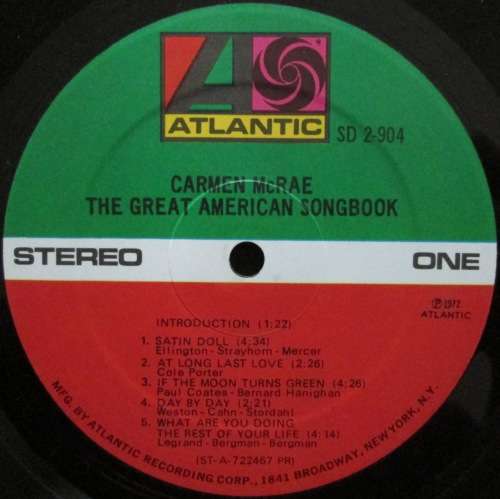 ATLANTIC
SD 2-904
CARMEN McRAE
THE GREAT AMERICAN SONGBOOK
STEREO
ONE
℗ 1972
ATLANTIC
INTRODUCTION (1:22)
1. SATIN DOLL (4:34)
Ellington - Strayhorn - Mercer
2. AT LONG LAST LOVE (2:26)
Cole Porter
3. IF THE MOON TURNS GREEN (4:26)
Paul Coates - Bernard Hanighan
4. DAY BY DAY (2:21)
Weston - Cahn - Stordahl
5. WHAT ARE YOU DOING
THE REST OF YOUR LIFE (4:14)
Legrand - Bergman - Bergman
(ST-A-722467 PR)
MFG. BY ATLANTIC RECORDING CORP., 1841 BROADWAY, NEW YORK, N.Y.